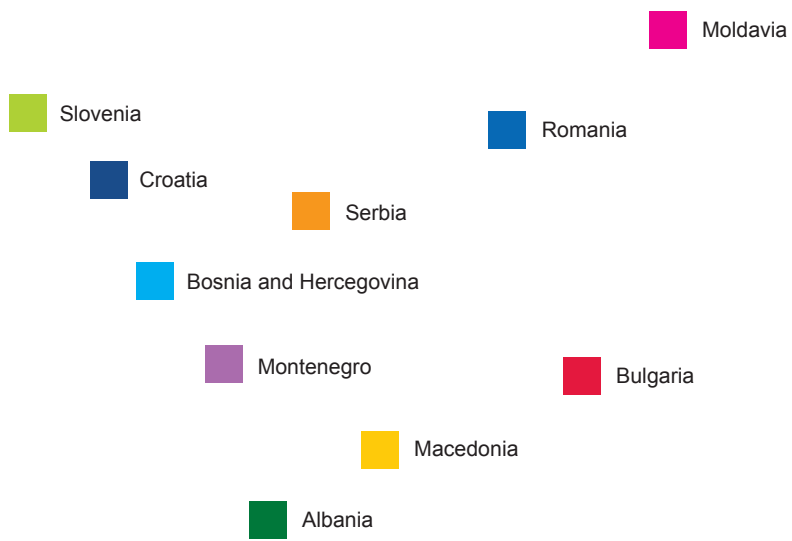 Moldavia
Slovenia
Romania
Croatia
Serbia
Bosnia and Hercegovina
Montenegro
Bulgaria
Macedonia
Albania